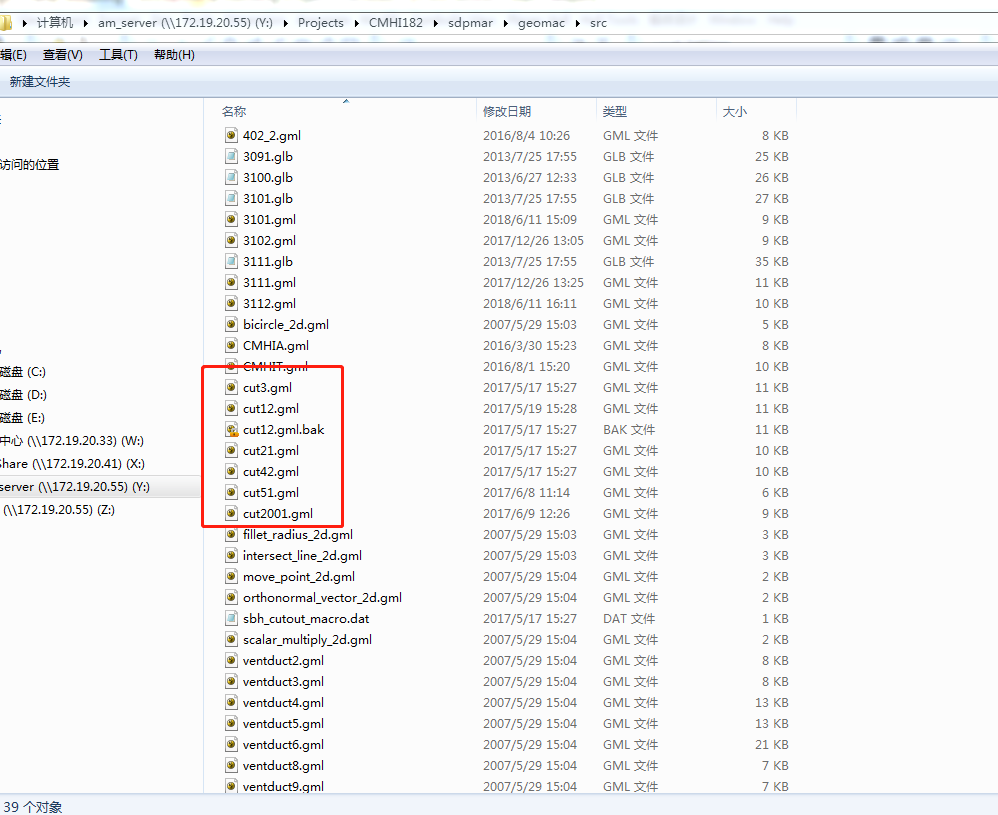 计算机 am_server (\\172.19.20.55) (Y:) Projects CMHI182 sdpmar geomac src
辑(E) 查看(V) 工具(T) 帮助(H)
新建文件夹
名称 修改日期 类型 大小
402_2.gml 2016/8/4 10:26 GML 文件 8 KB
3091.glb 2013/7/25 17:55 GLB 文件 25 KB
3100.glb 2013/6/27 12:33 GLB 文件 26 KB
3101.glb 2013/7/25 17:55 GLB 文件 27 KB
3101.gml 2018/6/11 15:09 GML 文件 9 KB
3102.gml 2017/12/26 13:05 GML 文件 9 KB
3111.glb 2013/7/25 17:55 GLB 文件 35 KB
3111.gml 2017/12/26 13:25 GML 文件 11 KB
3112.gml 2018/6/11 16:11 GML 文件 10 KB
bicircle_2d.gml 2007/5/29 15:03 GML 文件 5 KB
CMHIA.gml 2016/3/30 15:23 GML 文件 8 KB
CMHIT.gml 2016/8/1 15:20 GML 文件 10 KB
cut3.gml 2017/5/17 15:27 GML 文件 11 KB
cut12.gml 2017/5/19 15:28 GML 文件 11 KB
cut12.gml.bak 2017/5/17 15:27 BAK 文件 11 KB
cut21.gml 2017/5/17 15:27 GML 文件 10 KB
cut42.gml 2017/5/17 15:27 GML 文件 10 KB
cut51.gml 2017/6/8 11:14 GML 文件 6 KB
cut2001.gml 2017/6/9 12:26 GML 文件 9 KB
fillet_radius_2d.gml 2007/5/29 15:03 GML 文件 3 KB
intersect_line_2d.gml 2007/5/29 15:03 GML 文件 3 KB
move_point_2d.gml 2007/5/29 15:04 GML 文件 2 KB
orthonormal_vector_2d.gml 2007/5/29 15:04 GML 文件 2 KB
sbh_cutout_macro.dat 2017/5/17 15:27 DAT 文件 1 KB
scalar_multiply_2d.gml 2007/5/29 15:04 GML 文件 2 KB
ventduct2.gml 2007/5/29 15:04 GML 文件 8 KB
ventduct3.gml 2007/5/29 15:04 GML 文件 8 KB
ventduct4.gml 2007/5/29 15:04 GML 文件 13 KB
ventduct5.gml 2007/5/29 15:04 GML 文件 13 KB
ventduct6.gml 2007/5/29 15:04 GML 文件 21 KB
ventduct8.gml 2007/5/29 15:04 GML 文件 7 KB
ventduct9.gml 2007/5/29 15:04 GML 文件 7 KB
访问的位置
磁盘 (C:)
磁盘 (D:)
磁盘 (E:)
中心 (\\172.19.20.33) (W:)
Share (\\172.19.20.41) (X:)
server (\\172.19.20.55) (Y:)
(\\172.19.20.55) (Z:)
39 个对象